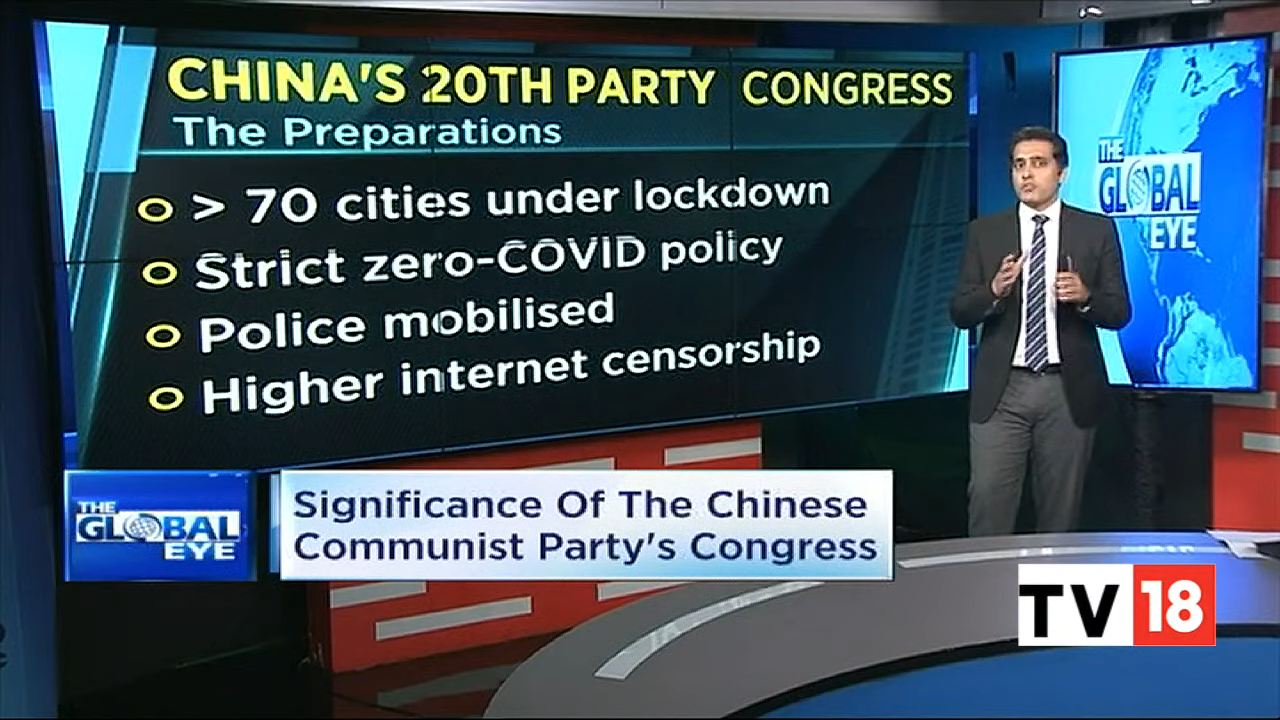 CHINA'S 20TH PARTY CONGRESS
The Preparations
> 70 cities under lockdown
Strict zero-COVID policy
Police mobilised
Higher internet censorship
THE
GLOBAL
EYE
THE
GLOBAL
EYE
Significance Of The Chinese
Communist Party's Congress
TV18